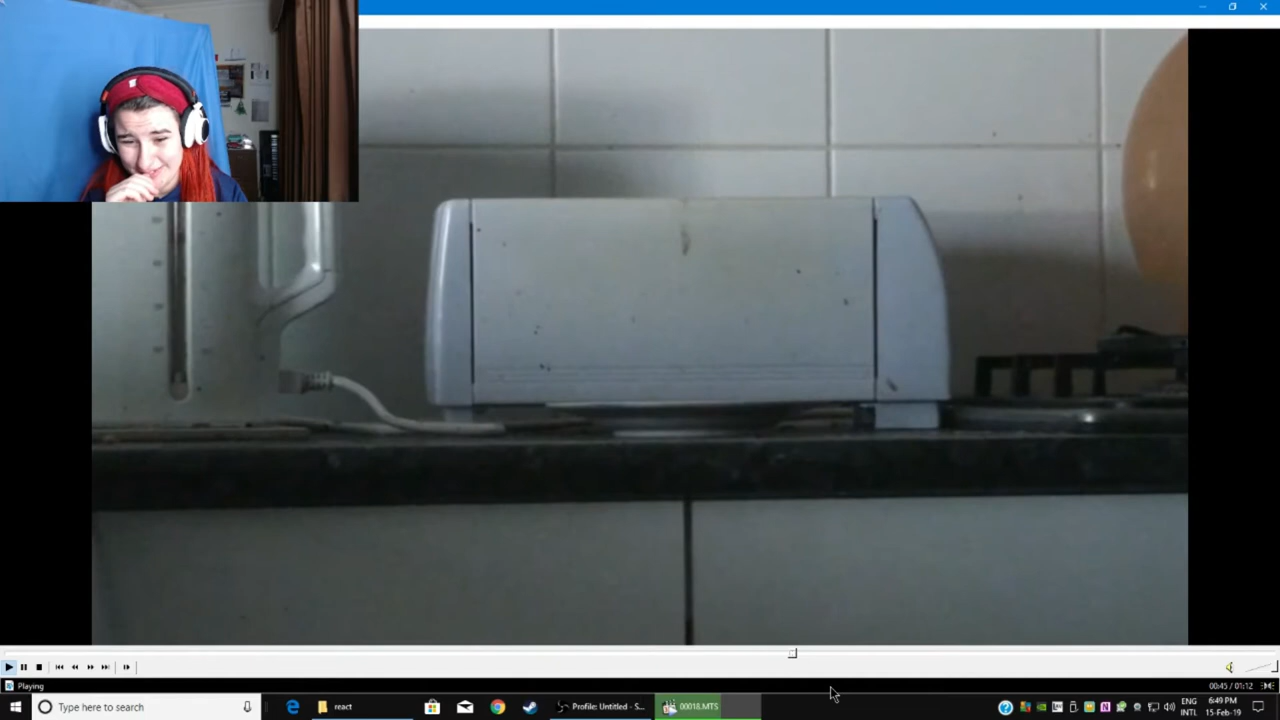 Playing
00:45 / 01:12
Type here to search
react
Profile: Untitled - S...
00018.MTS
ENG
INTL
6:49 PM
15-Feb-19